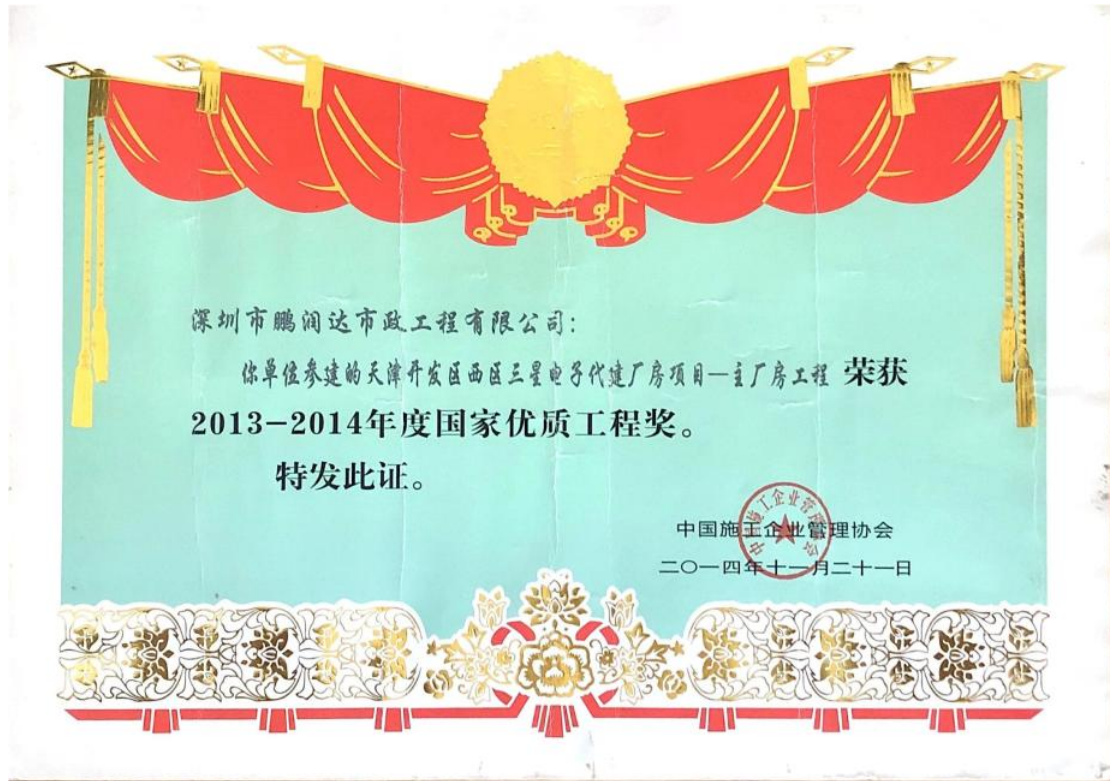 深圳市鹏润达市政工程有限公司:
你单位参建的天津开发区西区三星电子代建厂房项目—主厂房工程 荣获
2013-2014年度国家优质工程奖。
特发此证。
中国施工企业管理协会
二〇一四年十一月二十一日